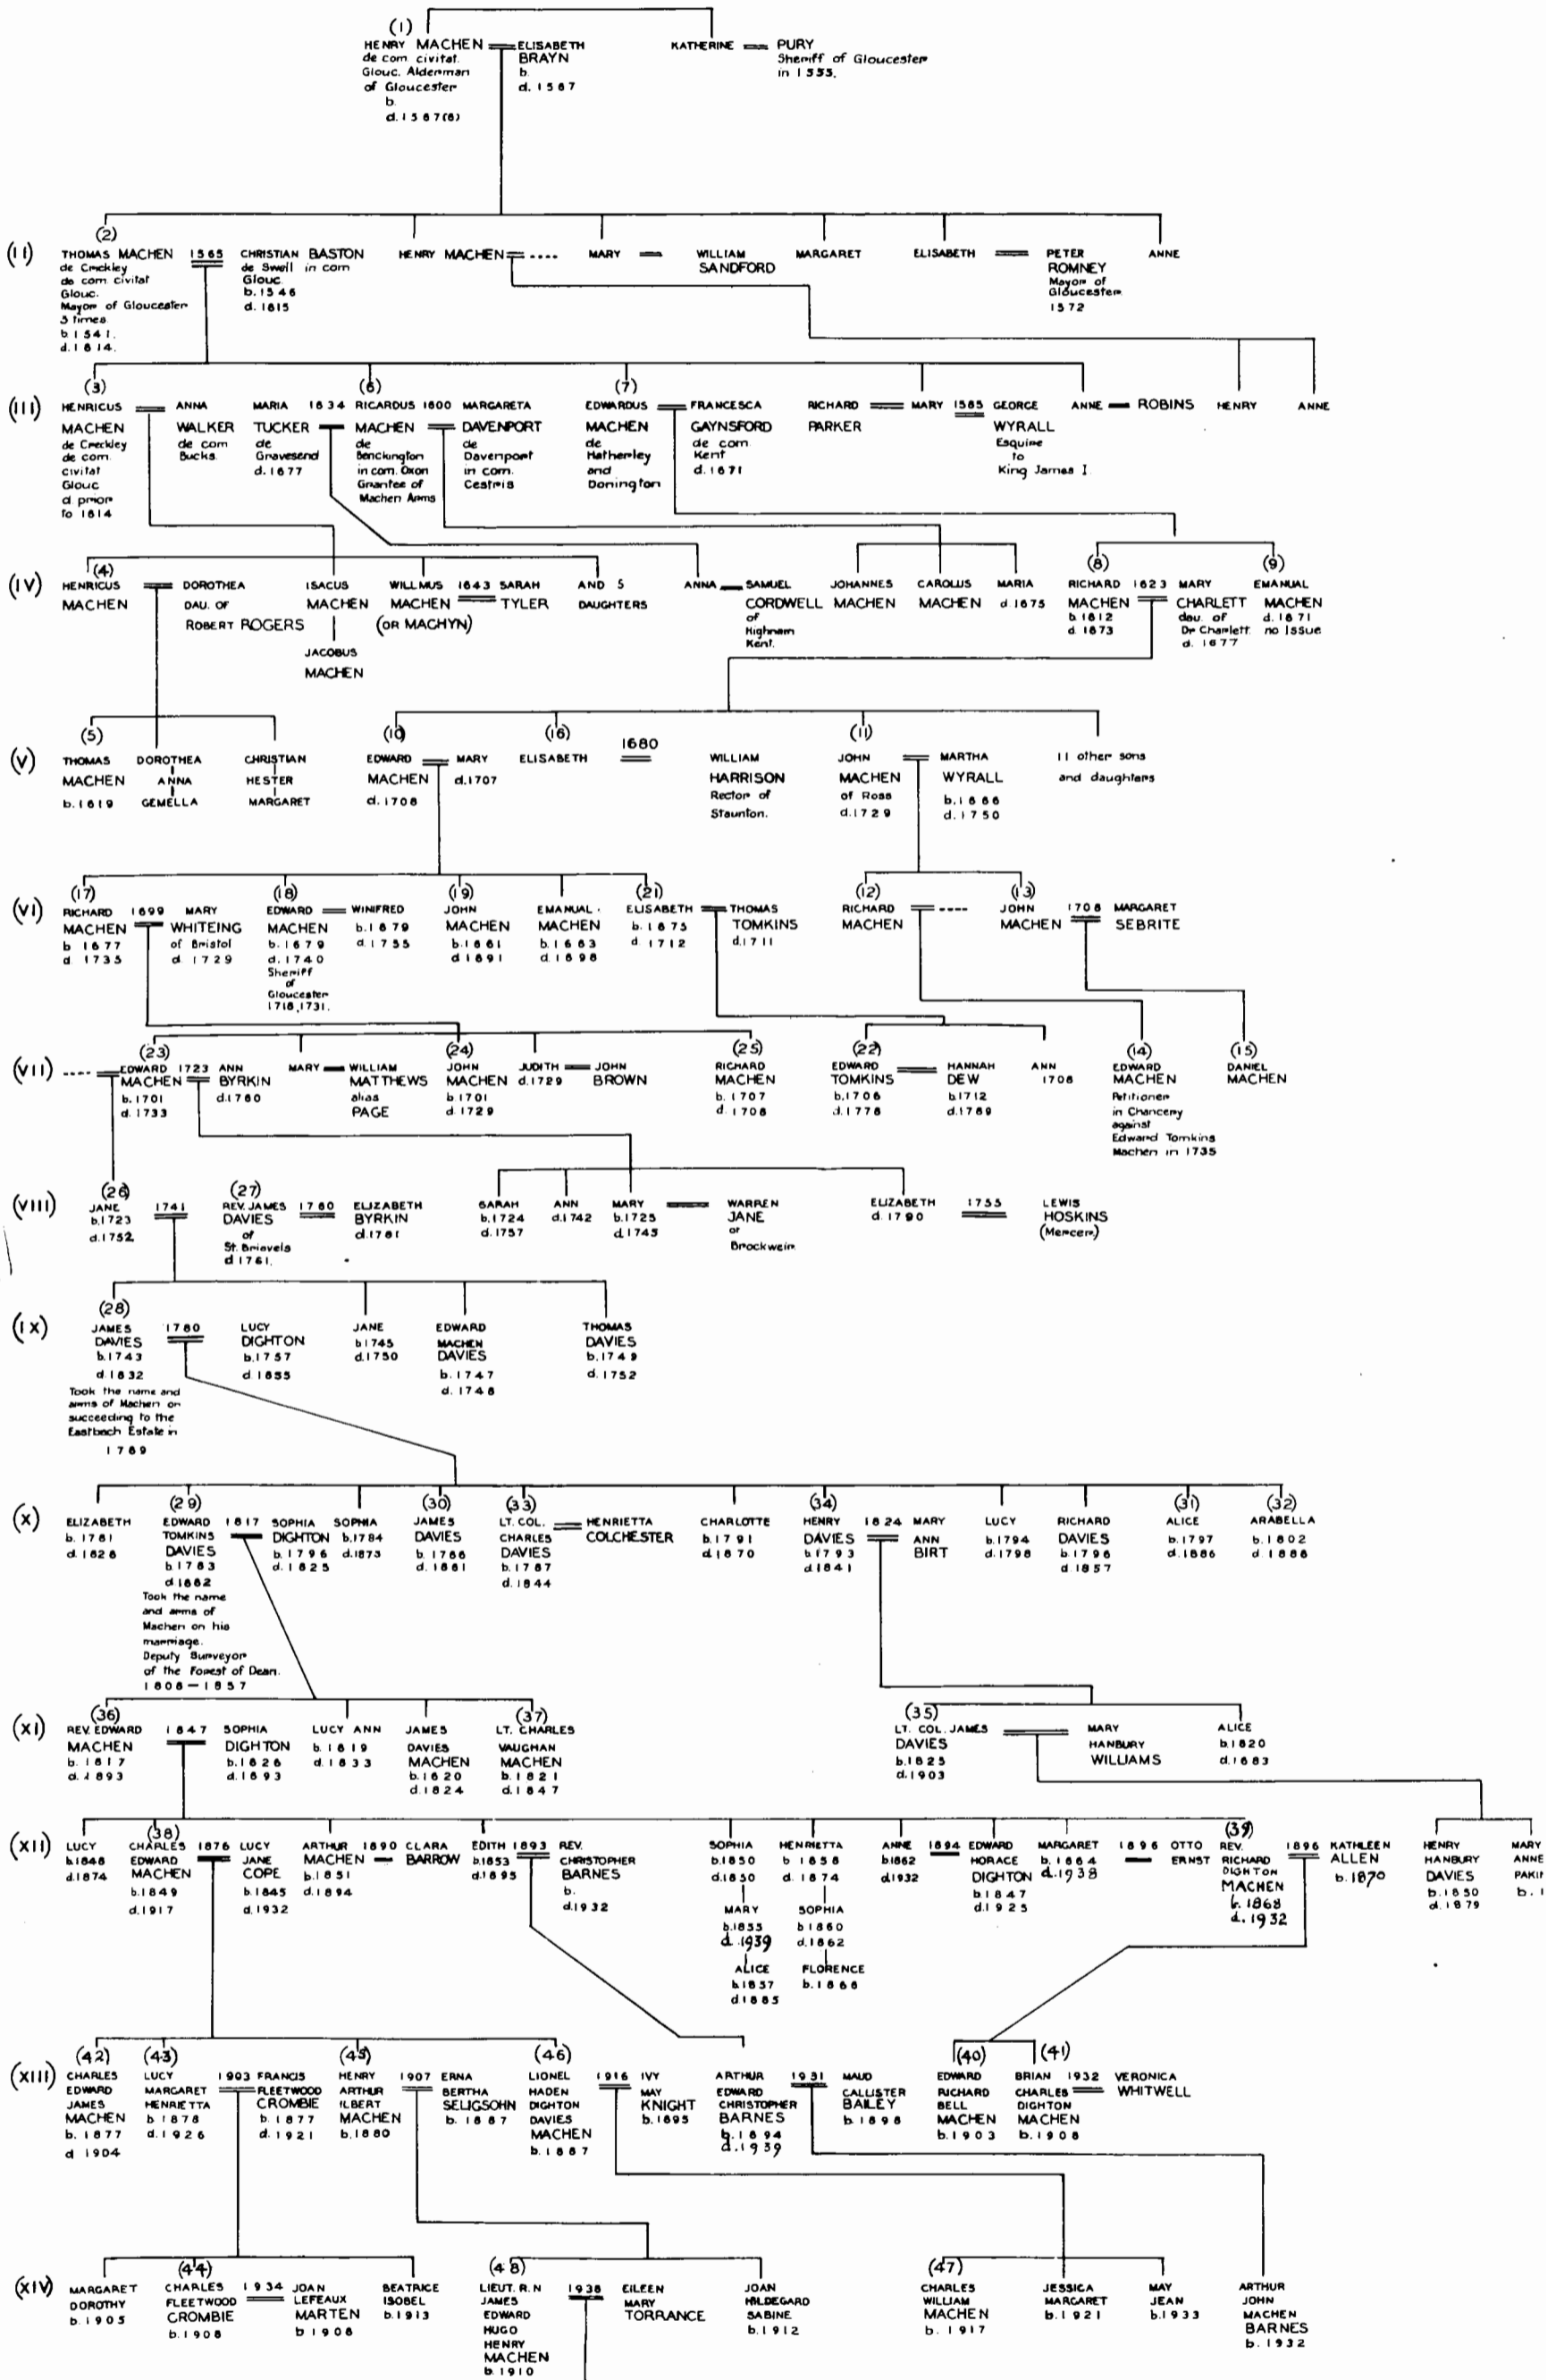 (1)
HENRY MACHEN
de com. civitat.
Glouc. Alderman
of Gloucester
b.
d. 1567(8)
ELISABETH
BRAYN
b.
d. 1567
KATHERINE
PURY
Sheriff of Gloucester
in 1555.
(II)
(2)
THOMAS MACHEN
de Crickley
de com. civitat
Glouc.
Mayor of Gloucester
3 times.
b 1541.
d. 1614.
1565
CHRISTIAN BASTON
de Swell in com
Glouc.
b. 1546
d. 1615
HENRY MACHEN
MARY
WILLIAM
SANDFORD
MARGARET
ELISABETH
PETER
ROMNEY
Mayor of
Gloucester
1572
ANNE
(III)
(3)
HENRICUS
MACHEN
de Creckley
de com.
civitat
Glouc
d. prior
to 1614
ANNA
WALKER
de com
Bucks.
MARIA
TUCKER
de
Gravesend
d. 1677
1634
(6)
RICARDUS
MACHEN
de
Benckington
in com. Oxon
Grantee of
Machen Arms
1600
MARGARETA
DAVENPORT
de
Davenport
in com.
Cestris
(7)
EDWARDUS
MACHEN
de
Hatherley
and
Donington
FRANCESCA
GAYNSFORD
de com.
Kent
d. 1671
RICHARD
PARKER
MARY
1585
GEORGE
WYRALL
Esquire
to
King James I
ANNE
ROBINS
HENRY
ANNE
(IV)
(4)
HENRICUS
MACHEN
DOROTHEA
DAU. OF
ROBERT ROGERS
ISACUS
MACHEN
JACOBUS
MACHEN
WILLMUS
MACHEN
(OR MACHYN)
1643
SARAH
TYLER
AND 5
DAUGHTERS
ANNA
SAMUEL
CORDWELL
of
Highnam
Kent.
JOHANNES
MACHEN
CAROLUS
MACHEN
MARIA
d. 1675
(8)
RICHARD
MACHEN
b. 1612
d. 1673
1623
MARY
CHARLETT
dau. of
Dr Charlett.
d. 1677
(9)
EMANUAL
MACHEN
d. 1671
no Issue
(V)
(5)
THOMAS
MACHEN
b. 1619
DOROTHEA
ANNA
GEMELLA
CHRISTIAN
HESTER
MARGARET
(10)
EDWARD
MACHEN
d. 1708
MARY
d. 1707
(16)
ELISABETH
1680
WILLIAM
HARRISON
Rector of
Staunton.
(11)
JOHN
MACHEN
of Ross
d. 1729
MARTHA
WYRALL
b. 1666
d. 1750
11 other sons
and daughters
(VI)
(17)
RICHARD
MACHEN
b 1677
d. 1735
1699
MARY
WHITEING
of Bristol
d. 1729
(18)
EDWARD
MACHEN
b. 1679
d. 1740
Sheriff
of
Gloucester
1718, 1731.
WINIFRED
b. 1679
d. 1755
(19)
JOHN
MACHEN
b. 1661
d 1691
EMANUAL.
MACHEN
b. 1663
d. 1698
(21)
ELISABETH
b. 1675
d. 1712
THOMAS
TOMKINS
d. 1711
(12)
RICHARD
MACHEN
(13)
JOHN
MACHEN
1708
MARGARET
SEBRITE
(VII)
(23)
EDWARD
MACHEN
b. 1701
d. 1733
1723
ANN
BYRKIN
d. 1760
MARY
WILLIAM
MATTHEWS
alias
PAGE
(24)
JOHN
MACHEN
b. 1701
d. 1729
JUDITH
d. 1729
JOHN
BROWN
(25)
RICHARD
MACHEN
b. 1707
d. 1708
(22)
EDWARD
TOMKINS
b. 1706
d. 1778
HANNAH
DEW
b. 1712
d. 1789
ANN
1708
(14)
EDWARD
MACHEN
Petitioner
in Chancery
against
Edward Tomkins
Machen in 1735
(15)
DANIEL
MACHEN
(VIII)
(26)
JANE
b. 1723
d. 1752
1741
(27)
REV. JAMES
DAVIES
of
St. Briavels
d 1761.
1760
ELIZABETH
BYRKIN
d. 1781
SARAH
b. 1724
d. 1757
ANN
d. 1742
MARY
b. 1725
d. 1745
WARREN
JANE
or
Brockweir
ELIZABETH
d. 1790
1755
LEWIS
HOSKINS
(Mercer)
(IX)
(28)
JAMES
DAVIES
b. 1743
d. 1832
Took the name and
arms of Machen on
succeeding to the
Eastbach Estate in
1789
1780
LUCY
DIGHTON
b. 1757
d. 1855
JANE
b 1745
d. 1750
EDWARD
MACHEN
DAVIES
b. 1747
d. 1748
THOMAS
DAVIES
b. 1749
d. 1752
(X)
ELIZABETH
b. 1781
d. 1826
(29)
EDWARD
TOMKINS
DAVIES
b 1783
d 1862
Took the name
and arms of
Machen on his
marriage.
Deputy Surveyor
of the Forest of Dean.
1808 — 1857
1817
SOPHIA
DIGHTON
b. 1796
d. 1825
SOPHIA
b. 1784
d. 1873
(30)
JAMES
DAVIES
b. 1786
d. 1861
(33)
LT. COL.
CHARLES
DAVIES
b. 1787
d. 1844
HENRIETTA
COLCHESTER
CHARLOTTE
b. 1791
d. 1870
(34)
HENRY
DAVIES
b 1793
d. 1841
1824
MARY
ANN
BIRT
LUCY
b. 1794
d. 1798
RICHARD
DAVIES
b. 1796
d. 1857
(31)
ALICE
b. 1797
d. 1886
(32)
ARABELLA
b. 1802
d. 1886
(XI)
(36)
REV. EDWARD
MACHEN
b. 1817
d. 1893
1847
SOPHIA
DIGHTON
b. 1826
d. 1893
LUCY ANN
b. 1819
d. 1833
JAMES
DAVIES
MACHEN
b. 1820
d. 1824
(37)
LT. CHARLES
VAUGHAN
MACHEN
b. 1821
d. 1847
(35)
LT. COL. JAMES
DAVIES
b. 1825
d. 1903
MARY
HANBURY
WILLIAMS
ALICE
b. 1820
d. 1883
(XII)
LUCY
b. 1848
d. 1874
(38)
CHARLES
EDWARD
MACHEN
b. 1849
d. 1917
1876
LUCY
JANE
COPE
b. 1845
d. 1932
ARTHUR
MACHEN
b. 1851
d. 1894
1890
CLARA
BARROW
EDITH
b. 1853
d. 1895
1893
REV.
CHRISTOPHER
BARNES
b.
d. 1932
SOPHIA
b. 1850
d. 1850
MARY
b. 1855
d. 1939
ALICE
b. 1857
d 1885
HENRIETTA
b 1858
d. 1874
SOPHIA
b 1860
d. 1862
FLORENCE
b. 1866
ANNE
b. 1862
d. 1932
1894
EDWARD
HORACE
DIGHTON
b. 1847
d. 1925
MARGARET
b. 1864
d. 1938
1896
OTTO
ERNST
(39)
REV.
RICHARD
DIGHTON
MACHEN
b. 1868
d. 1932
1896
KATHLEEN
ALLEN
b. 1870
HENRY
HANBURY
DAVIES
b. 1850
d. 1879
MARY
ANNE
b. 1
(XIII)
(42)
CHARLES
EDWARD
JAMES
MACHEN
b. 1877
d 1904
(43)
LUCY
MARGARET
HENRIETTA
b 1878
d. 1926
1903
FRANCIS
FLEETWOOD
CROMBIE
b. 1877
d. 1921
(45)
HENRY
ARTHUR
ILBERT
MACHEN
b. 1880
1907
ERNA
BERTHA
SELIGSOHN
b. 1887
(46)
LIONEL
HADEN
DIGHTON
DAVIES
MACHEN
b. 1887
1916
IVY
MAY
KNIGHT
b. 1895
ARTHUR
EDWARD
CHRISTOPHER
BARNES
b. 1894
d. 1939
1931
MAUD
CALLISTER
BAILEY
b. 1898
(40)
EDWARD
RICHARD
BELL
MACHEN
b. 1903
(41)
BRIAN
CHARLES
DIGHTON
MACHEN
b. 1908
1932
VERONICA
WHITWELL
(XIV)
MARGARET
DOROTHY
b. 1905
(44)
CHARLES
FLEETWOOD
CROMBIE
b. 1908
1934
JOAN
LEFEAUX
MARTEN
b 1908
BEATRICE
ISOBEL
b. 1913
(48)
LIEUT. R.N
JAMES
EDWARD
HUGO
HENRY
MACHEN
b. 1910
1938
EILEEN
MARY
TORRANCE
JOAN
HILDEGARD
SABINE
b. 1912
(47)
CHARLES
WILLIAM
MACHEN
b. 1917
JESSICA
MARGARET
b. 1921
MAY
JEAN
b. 1933
ARTHUR
JOHN
MACHEN
BARNES
b. 1932